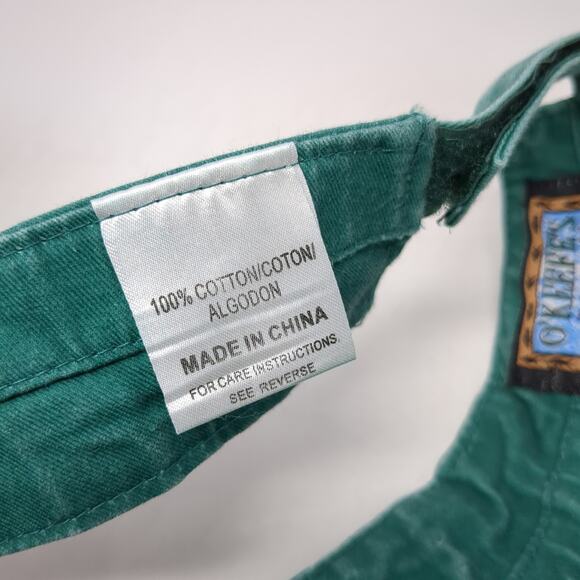 100% COTTON/COTON/
ALGODON
MADE IN CHINA
FOR CARE INSTRUCTIONS,
SEE REVERSE
O'KEEFE'S